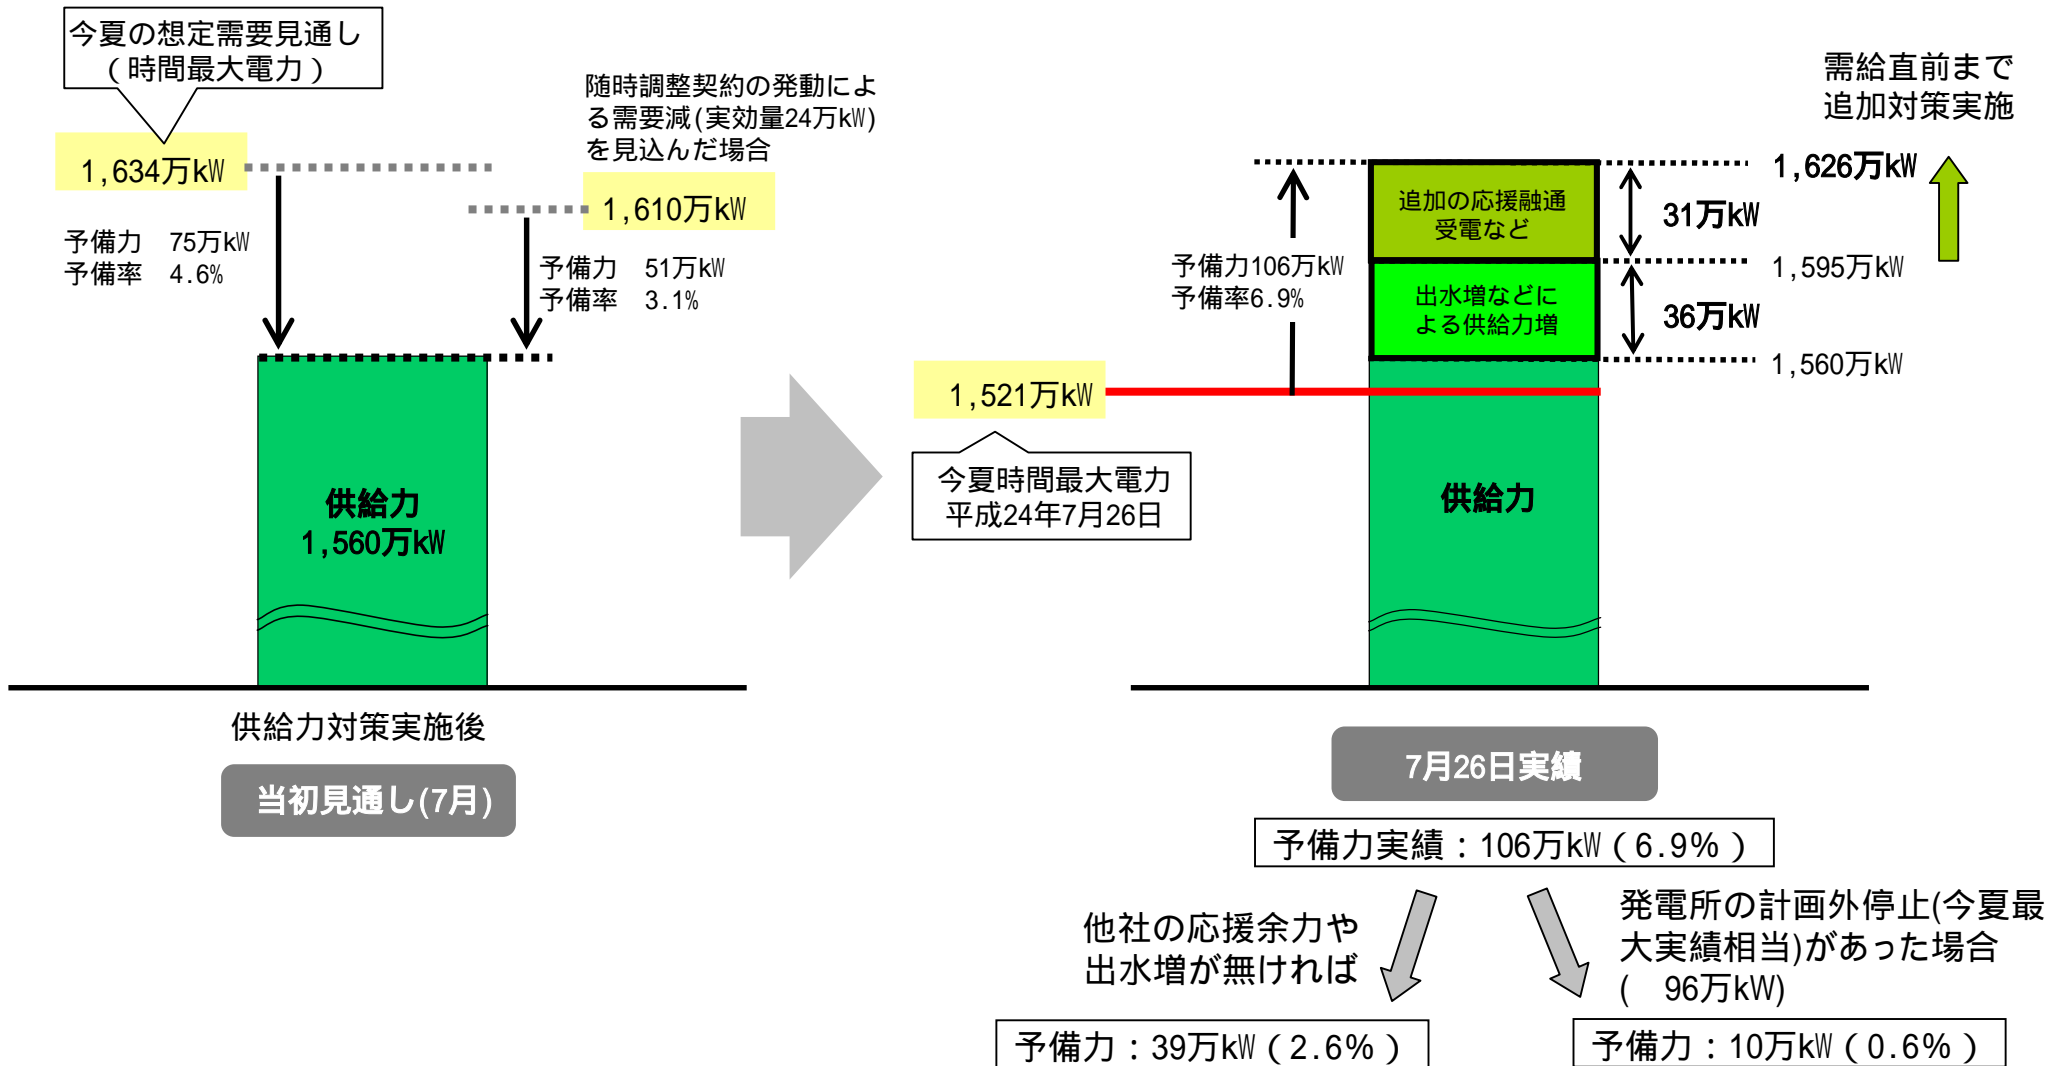 今夏の想定需要見通し
（時間最大電力）
1,634万kW
随時調整契約の発動によ
る需要減(実効量24万kW)
を見込んだ場合
1,610万kW
予備力 75万kW
予備率 4.6%
予備力 51万kW
予備率 3.1%
供給力
1,560万kW
供給力対策実施後
当初見通し(7月)
需給直前まで
追加対策実施
1,626万kW
追加の応援融通
受電など
31万kW
1,595万kW
予備力106万kW
予備率6.9%
出水増などに
よる供給力増
36万kW
1,560万kW
1,521万kW
今夏時間最大電力
平成24年7月26日
供給力
7月26日実績
予備力実績：106万kW（6.9%）
他社の応援余力や
出水増が無ければ
予備力：39万kW（2.6%）
発電所の計画外停止(今夏最
大実績相当)があった場合
( 96万kW)
予備力：10万kW（0.6%）